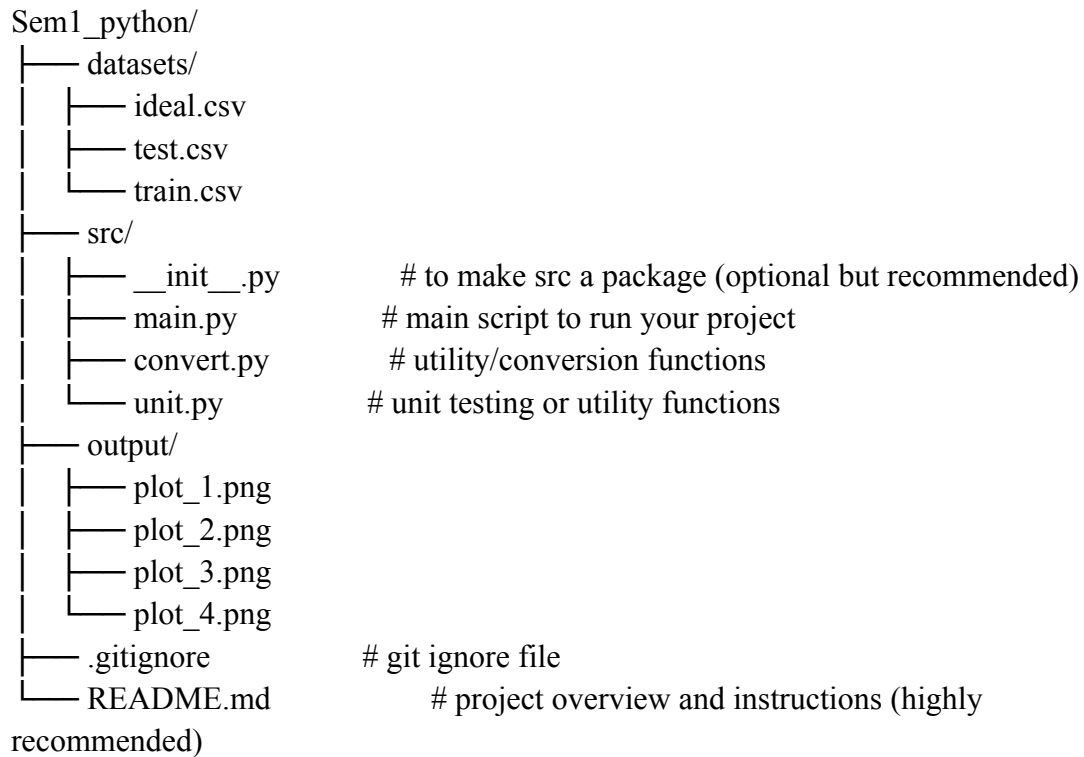 Sem1_python/
├── datasets/
│   ├── ideal.csv
│   ├── test.csv
│   └── train.csv
├── src/
│   ├── __init__.py          # to make src a package (optional but recommended)
│   ├── main.py              # main script to run your project
│   ├── convert.py           # utility/conversion functions
│   └── unit.py              # unit testing or utility functions
├── output/
│   ├── plot_1.png
│   ├── plot_2.png
│   ├── plot_3.png
│   └── plot_4.png
├── .gitignore               # git ignore file
└── README.md                # project overview and instructions (highly
recommended)